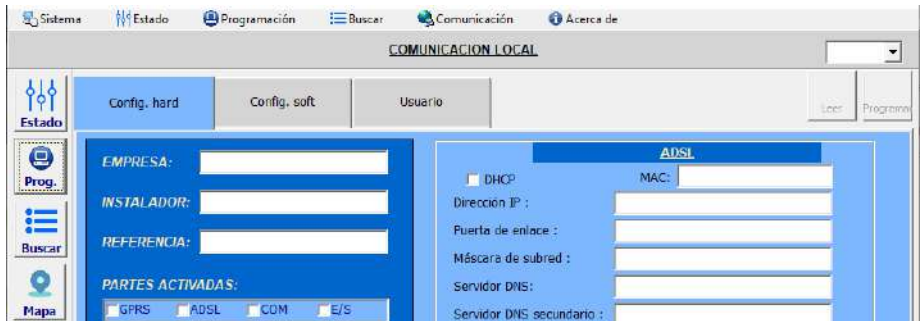 Sistema Estado Programación Buscar Comunicación Acerca de
COMUNICACION LOCAL
Estado
Prog.
Buscar
Mapa
Config. hard Config. soft Usuario
Leer Programar
EMPRESA:
INSTALADOR:
REFERENCIA:
PARTES ACTIVADAS:
GPRS ADSL COM E/S
ADSL
DHCP MAC:
Dirección IP :
Puerta de enlace :
Máscara de subred :
Servidor DNS:
Servidor DNS secundario :